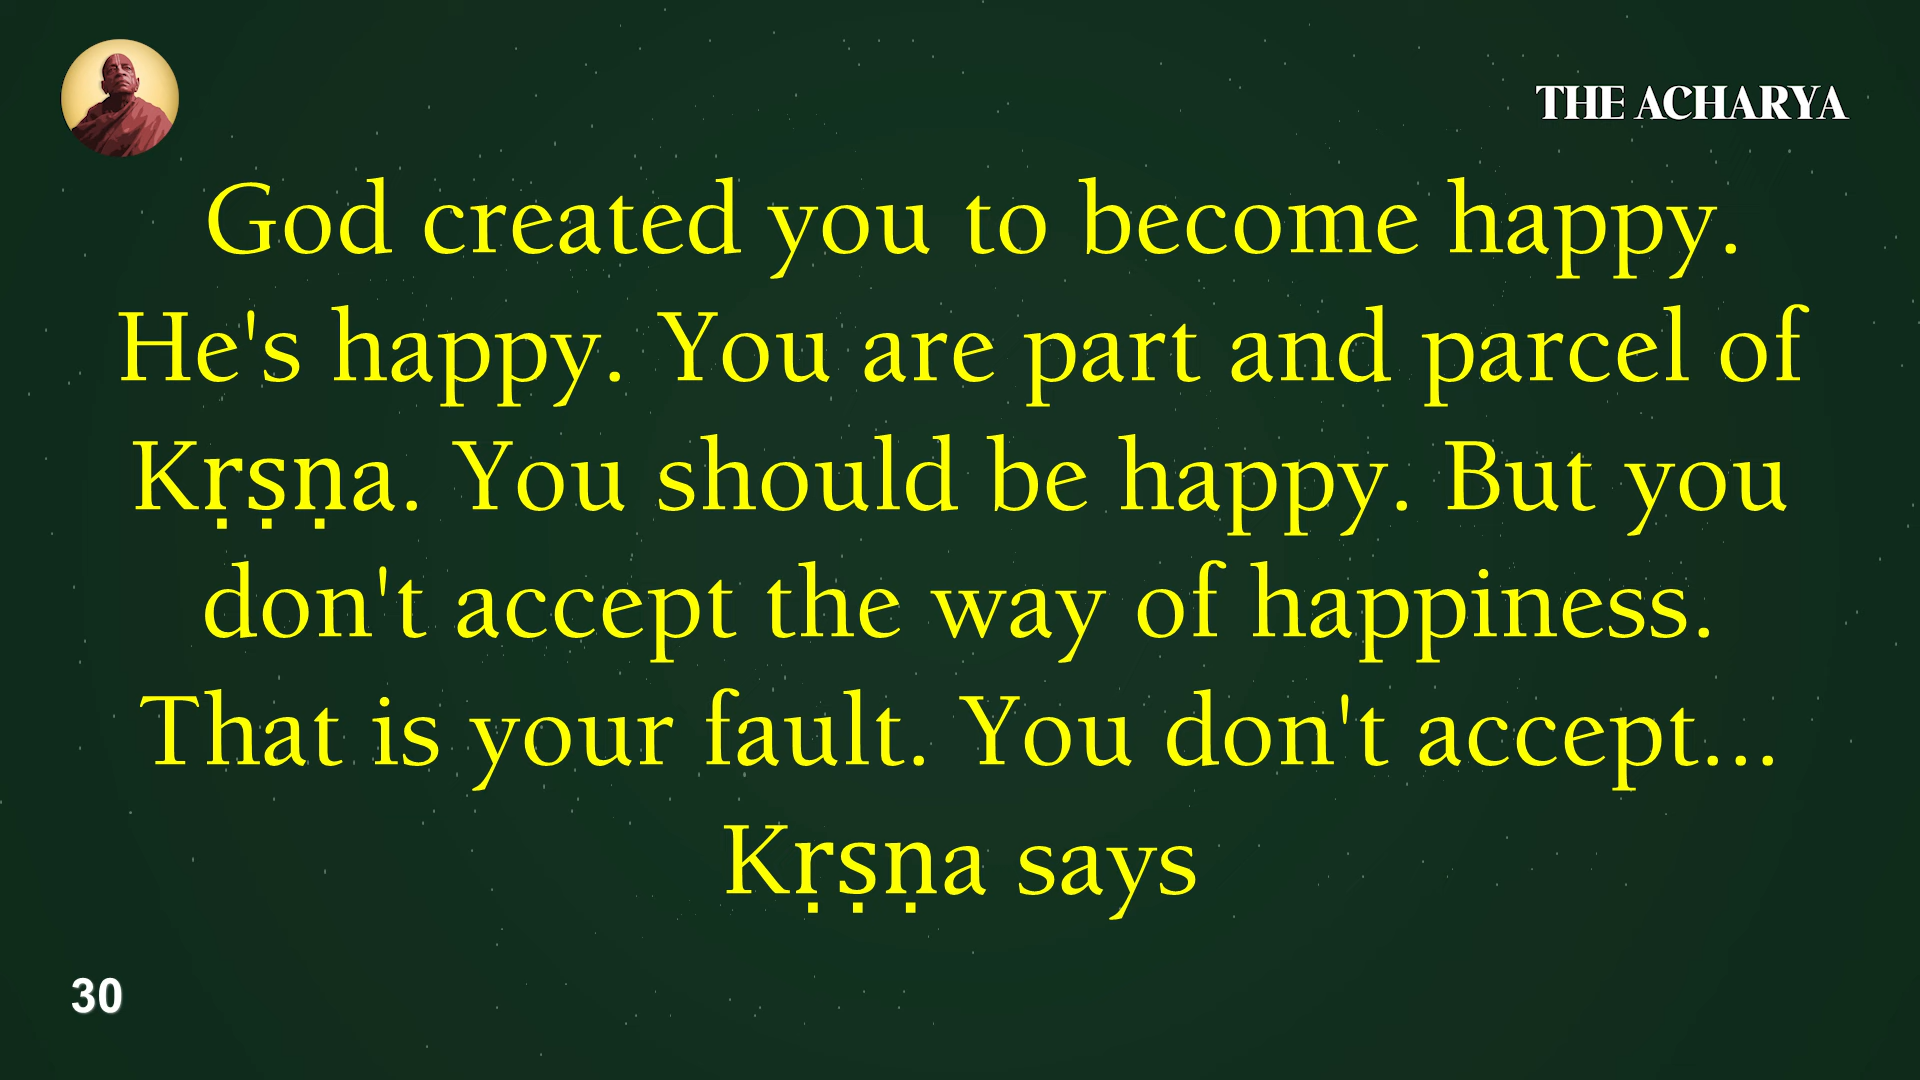 THE ACHARYA
God created you to become happy.
He's happy. You are part and parcel of
Kṛṣṇa. You should be happy. But you
don't accept the way of happiness.
That is your fault. You don't accept...
Kṛṣṇa says
30